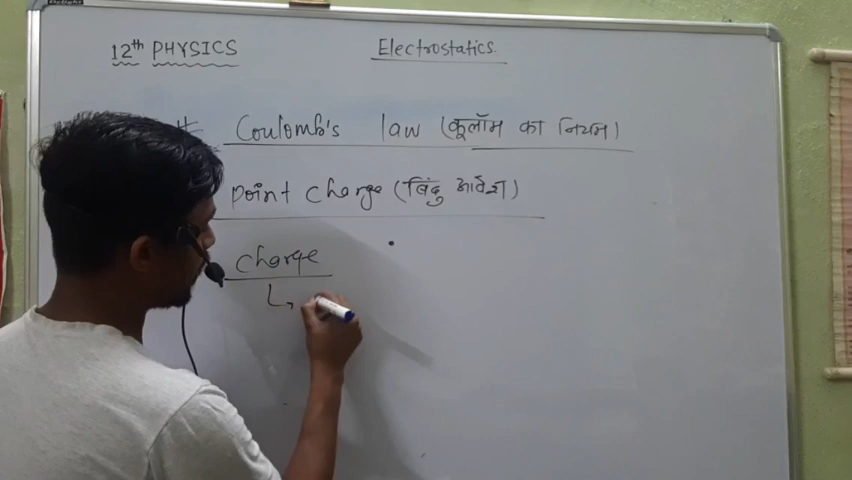 12th PHYSICS Electrostatics.
# Coulomb's law (कूलॉम का नियम)
point charge (बिंदु आवेश)
charge